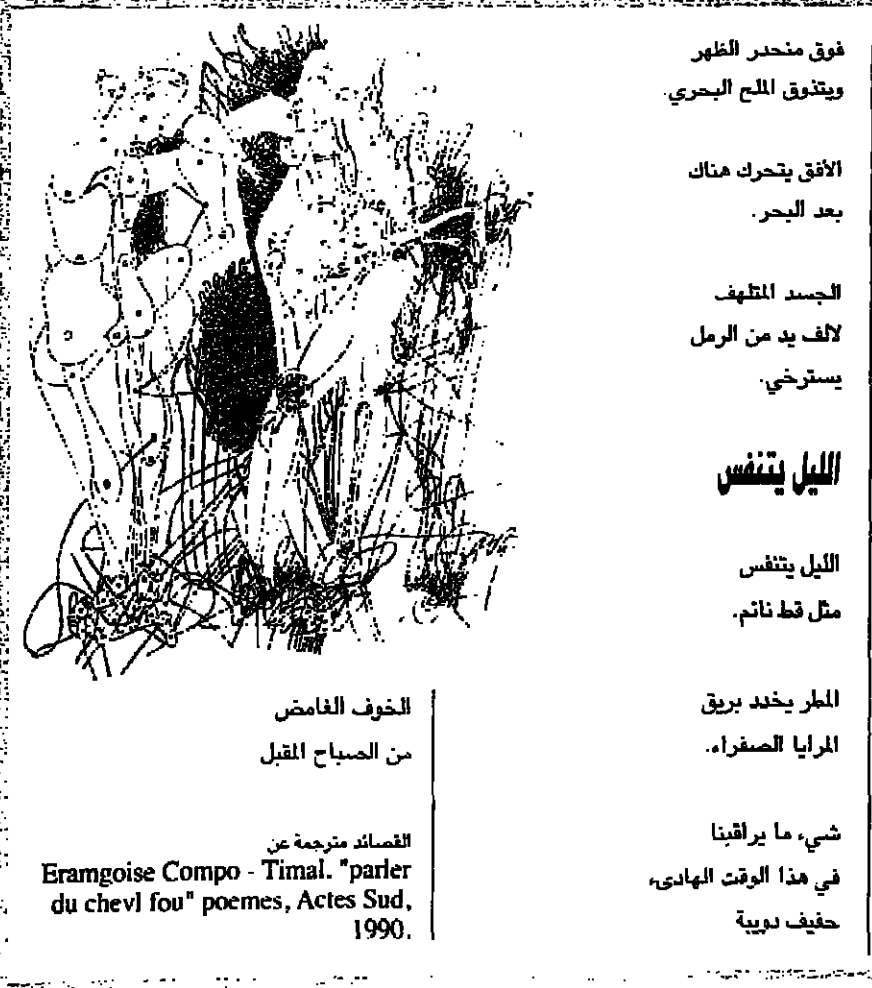 فوق منحدر الظهر
ويتذوق الملح البحري.
الأفق يتحرك هناك
بعد البحر.
الجسد المتلهف
لالف يد من الرمل
يسترخي.
الليل يتنفس
الليل يتنفس
مثل قط نائم.
المطر يخدد بريق
المرايا الصفراء.
شيء ما يراقبنا
في هذا الوقت الهادىء
حفيف دويبة
الخوف الغامض
من الصباح المقبل
القصائد مترجمة عن
Eramgoise Compo - Timal. "parler
du chevl fou" poemes, Actes Sud,
1990.